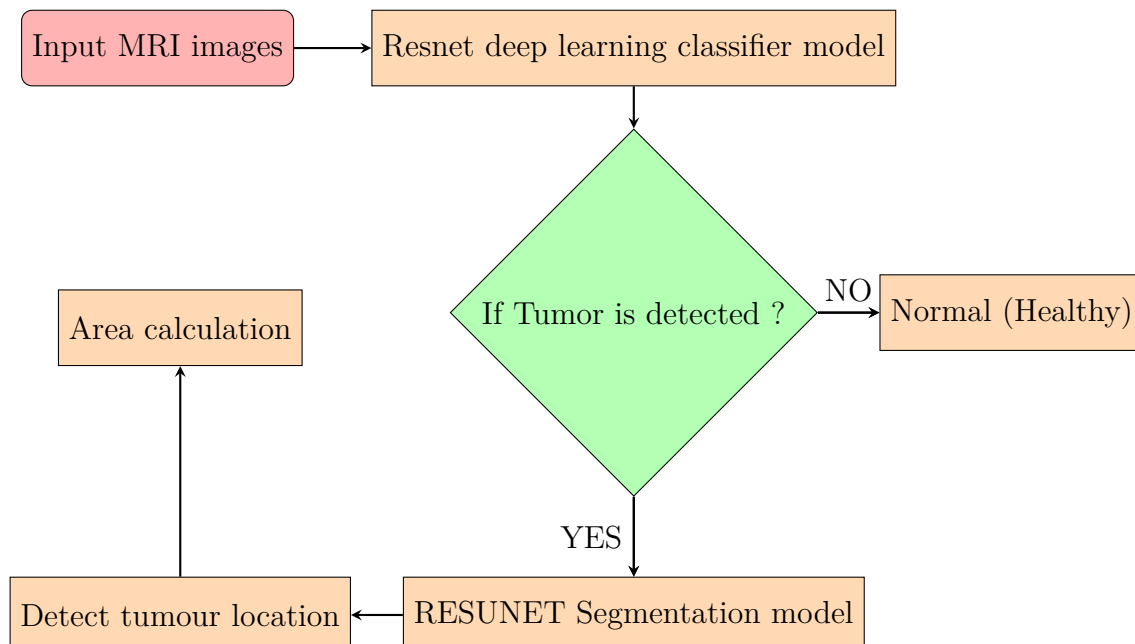 Input MRI images
Resnet deep learning classifier model
If Tumor is detected ?
NO
Normal (Healthy)
Area calculation
YES
Detect tumour location
RESUNET Segmentation model